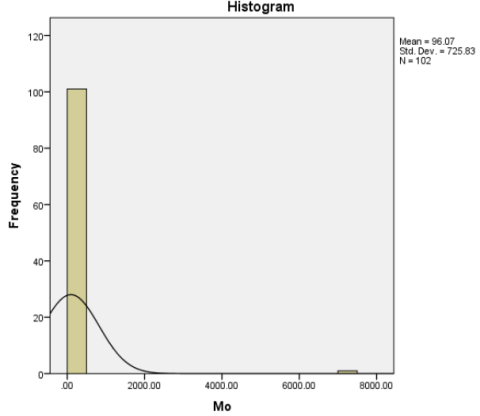 Histogram
Mean = 96.07
Std. Dev. = 725.83
N = 102
120
100
80
60
40
20
0
Frequency
.00
2000.00
4000.00
6000.00
8000.00
Mo